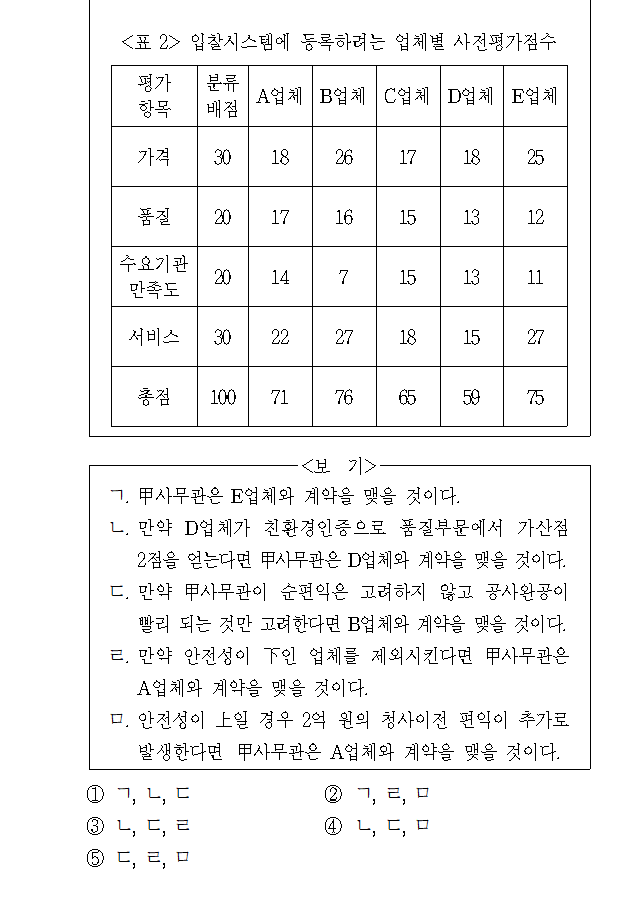 <표 2> 입찰시스템에 등록하려는 업체별 사전평가점수
평가 항목 분류 배점 A업체 B업체 C업체 D업체 E업체
가격 30 18 26 17 18 25
품질 20 17 16 15 13 12
수요기관 만족도 20 14 7 15 13 11
서비스 30 22 27 18 15 27
총점 100 71 76 65 59 75
<보 기>
ㄱ. 甲사무관은 E업체와 계약을 맺을 것이다.
ㄴ. 만약 D업체가 친환경인증으로 품질부문에서 가산점
2점을 얻는다면 甲사무관은 D업체와 계약을 맺을 것이다.
ㄷ. 만약 甲사무관이 순편익은 고려하지 않고 공사완공이
빨리 되는 것만 고려한다면 B업체와 계약을 맺을 것이다.
ㄹ. 만약 안전성이 下인 업체를 제외시킨다면 甲사무관은
A업체와 계약을 맺을 것이다.
ㅁ. 안전성이 上일 경우 2억 원의 청사이전 편익이 추가로
발생한다면 甲사무관은 A업체와 계약을 맺을 것이다.
① ㄱ, ㄴ, ㄷ ② ㄱ, ㄹ, ㅁ
③ ㄴ, ㄷ, ㄹ ④ ㄴ, ㄷ, ㅁ
⑤ ㄷ, ㄹ, ㅁ